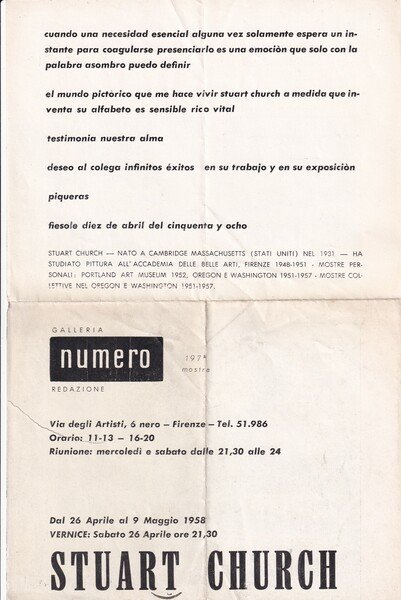 cuando una necesidad esencial alguna vez solamente espera un in-
stante para coagularse presenciarlo es una emociòn que solo con la
palabra asombro puedo definir
el mundo pictòrico que me hace vivir stuart church a medida que in-
venta su alfabeto es sensible rico vital
testimonia nuestra alma
deseo al colega infinitos éxitos en su trabajo y en su exposiciòn
piqueras
fiesole diez de abril del cinquenta y ocho
STUART CHURCH — NATO A CAMBRIDGE MASSACHUSETTS (STATI UNITI) NEL 1931 — HA
STUDIATO PITTURA ALL'ACCADEMIA DELLE BELLE ARTI, FIRENZE 1948-1951 - MOSTRE PER-
SONALI: PORTLAND ART MUSEUM 1952, OREGON E WASHINGTON 1951-1957 - MOSTRE COL-
LETTIVE NEL OREGON E WASHINGTON 1951-1957.
GALLERIA
numero
197ª
mostre
REDAZIONE
Via degli Artisti, 6 nero – Firenze – Tel. 51.986
Orario: 11-13 – 16-20
Riunione: mercoledì e sabato dalle 21,30 alle 24
Dal 26 Aprile al 9 Maggio 1958
VERNICE: Sabato 26 Aprile ore 21,30
STUART CHURCH